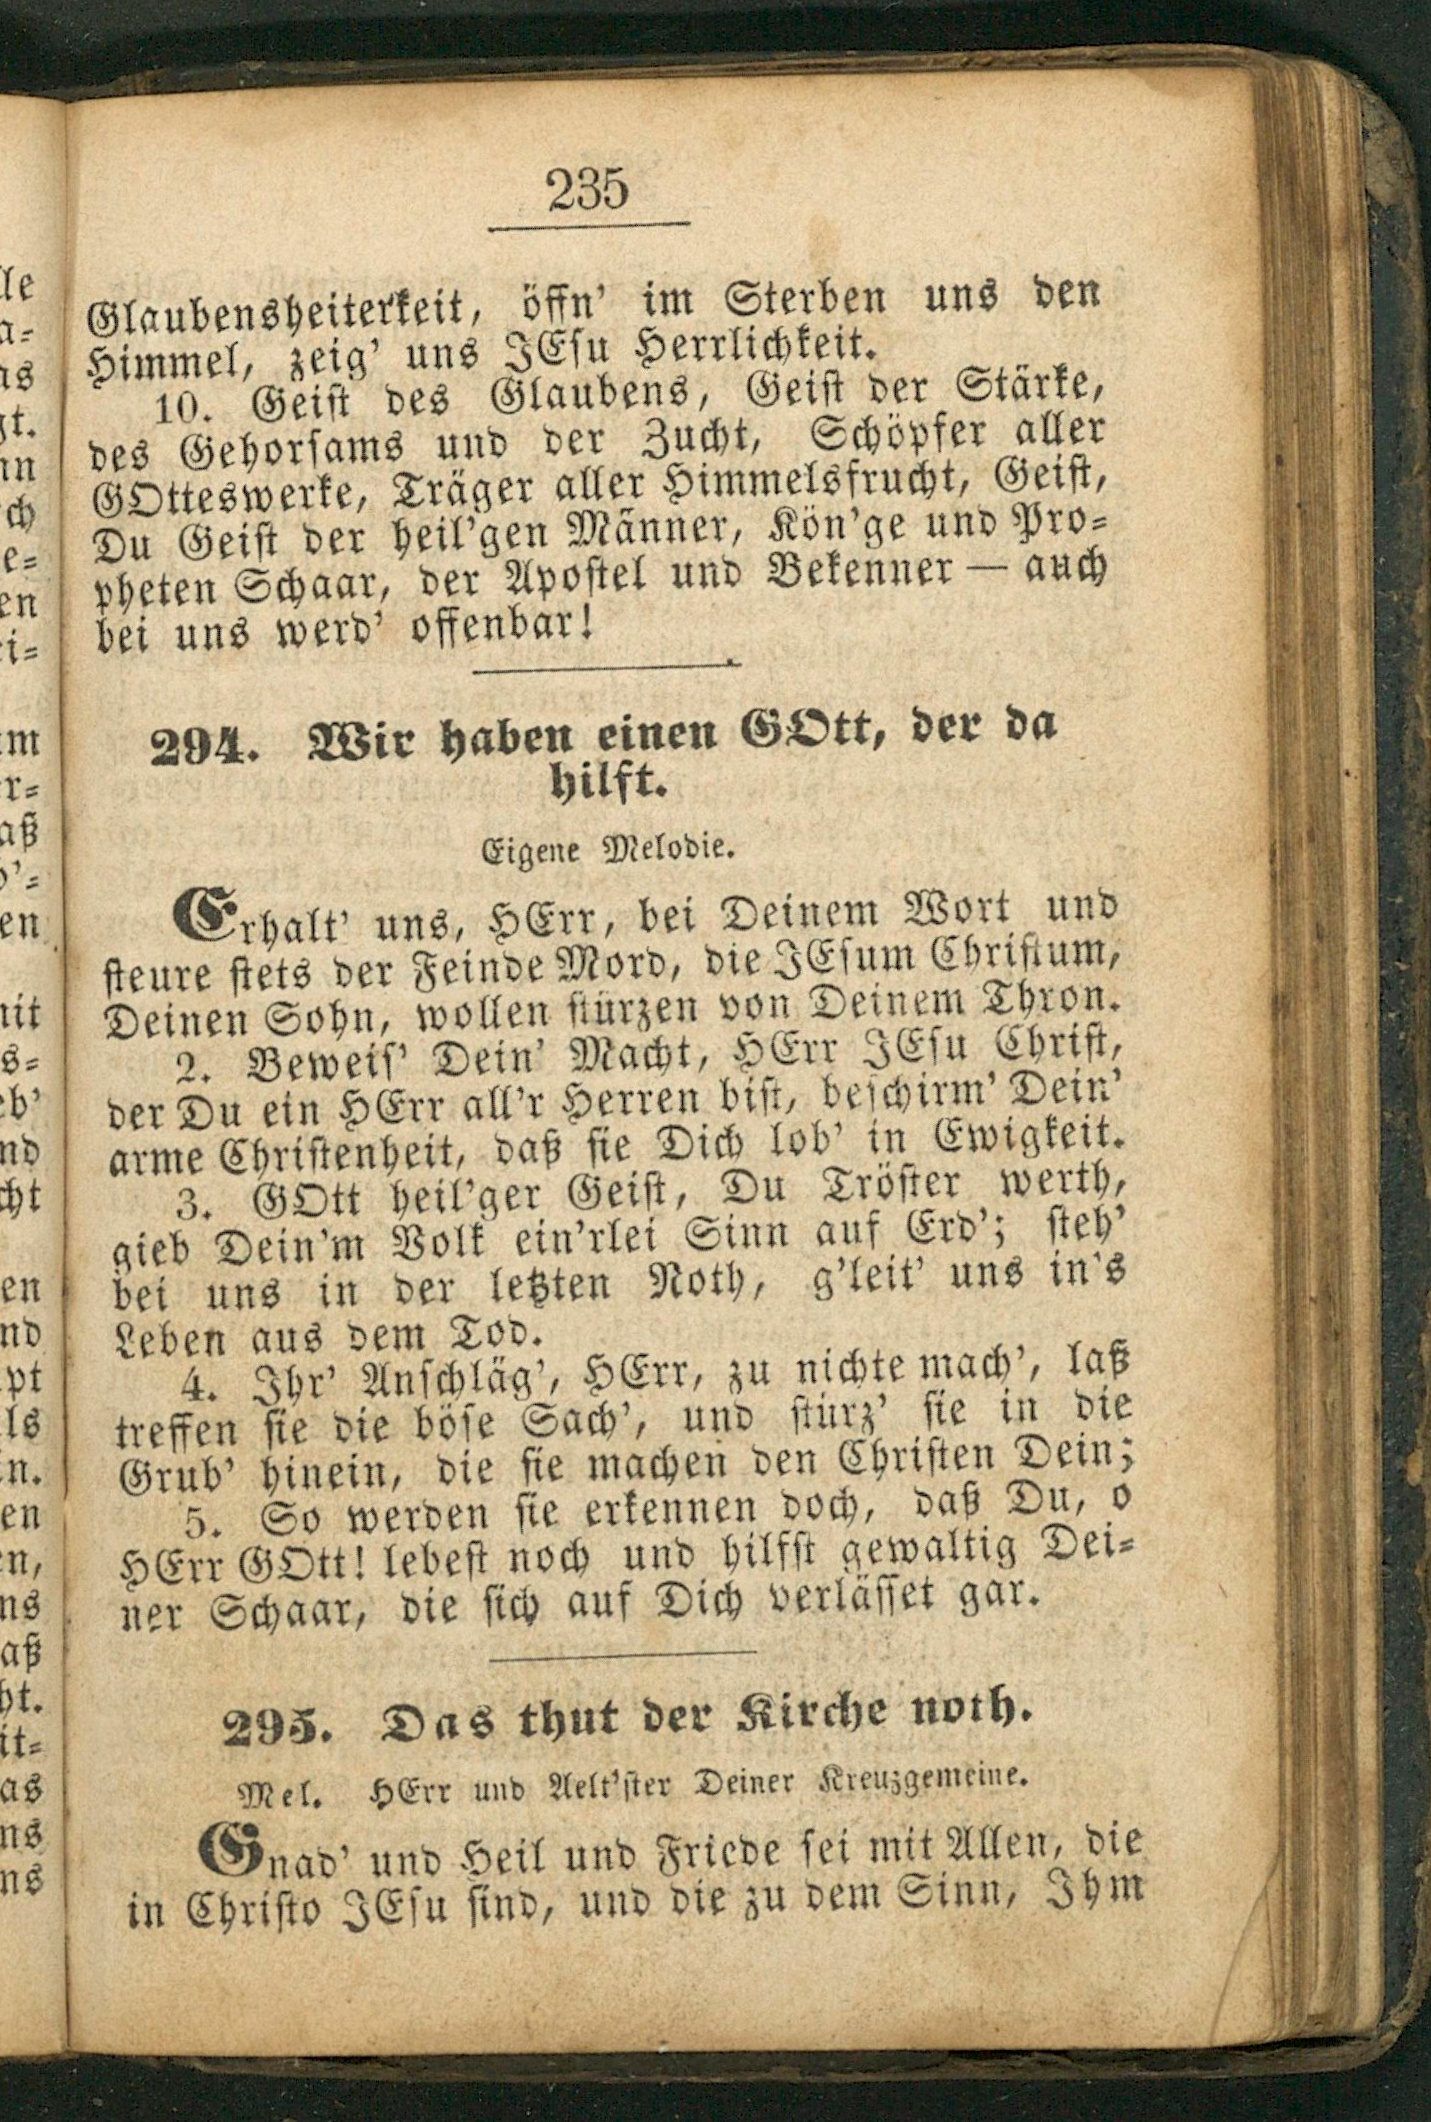 235
Glaubensheiterkeit, öffn' im Sterben uns den
Himmel, zeig' uns JEsu Herrlichkeit.
10. Geist des Glaubens, Geist der Stärke,
des Gehorsams und der Zucht, Schöpfer aller
GOtteswerke, Träger aller Himmelsfrucht, Geist,
Du Geist der heil'gen Männer, Kön'ge und Pro-
pheten Schaar, der Apostel und Bekenner — auch
bei uns werd' offenbar!
294. Wir haben einen GOtt, der da
hilft.
Eigene Melodie.
Erhalt' uns, HErr, bei Deinem Wort und
steure stets der Feinde Mord, die JEsum Christum,
Deinen Sohn, wollen stürzen von Deinem Thron.
2. Beweis' Dein' Macht, HErr JEsu Christ,
der Du ein HErr all'r Herren bist, beschirm' Dein'
arme Christenheit, daß sie Dich lob' in Ewigkeit.
3. GOtt heil'ger Geist, Du Tröster werth,
gieb Dein'm Volk ein'rlei Sinn auf Erd'; steh'
bei uns in der letzten Noth, g'leit' uns in's
Leben aus dem Tod.
4. Ihr' Anschläg', HErr, zu nichte mach', laß
treffen sie die böse Sach', und stürz' sie in die
Grub' hinein, die sie machen den Christen Dein;
5. So werden sie erkennen doch, daß Du, o
HErr GOtt! lebest noch und hilfst gewaltig Dei-
ner Schaar, die sich auf Dich verlässet gar.
295. Das thut der Kirche noth.
Mel. HErr und Aelt'ster Deiner Kreuzgemeine.
Gnad' und Heil und Friede sei mit Allen, die
in Christo JEsu sind, und die zu dem Sinn, Ihm